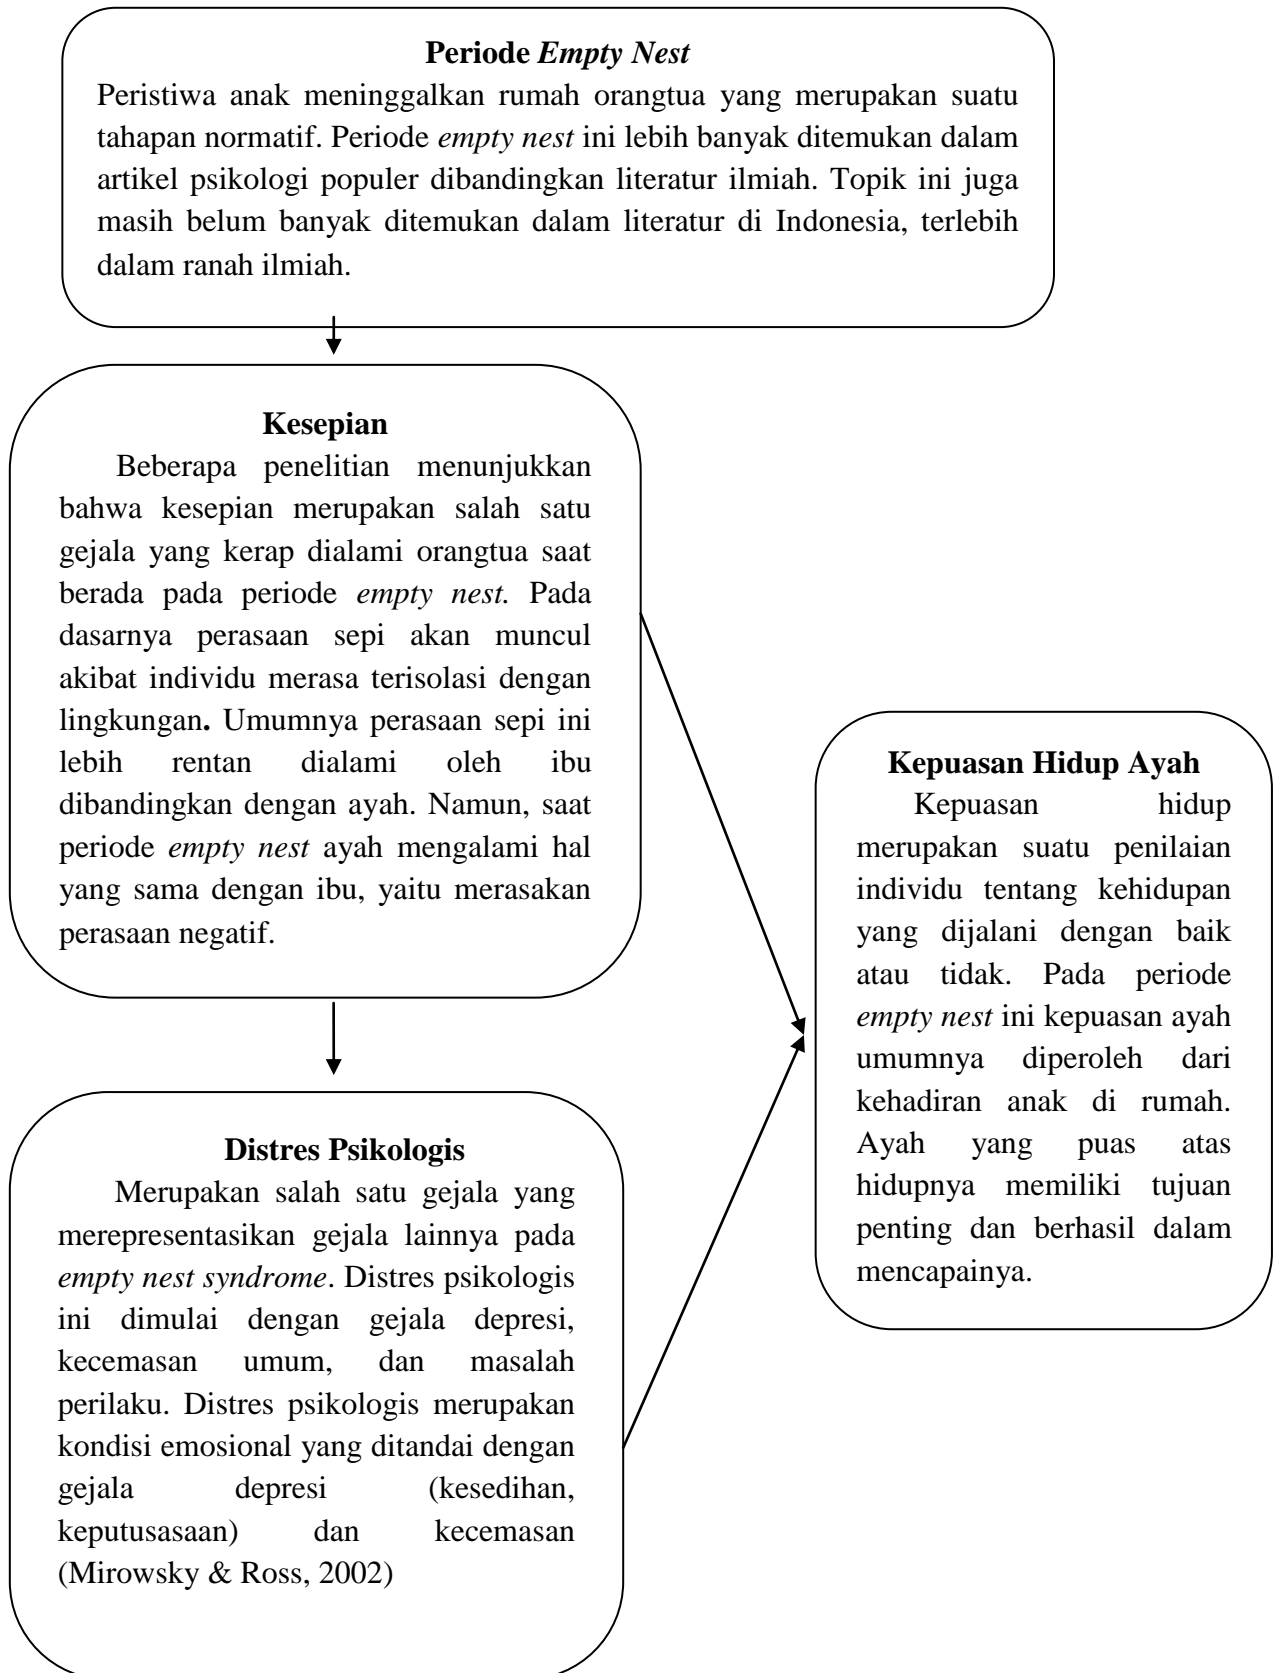 Periode Empty Nest
Peristiwa anak meninggalkan rumah orangtua yang merupakan suatu
tahapan normatif. Periode empty nest ini lebih banyak ditemukan dalam
artikel psikologi populer dibandingkan literatur ilmiah. Topik ini juga
masih belum banyak ditemukan dalam literatur di Indonesia, terlebih
dalam ranah ilmiah.
Kesepian
Beberapa penelitian menunjukkan
bahwa kesepian merupakan salah satu
gejala yang kerap dialami orangtua saat
berada pada periode empty nest. Pada
dasarnya perasaan sepi akan muncul
akibat individu merasa terisolasi dengan
lingkungan. Umumnya perasaan sepi ini
lebih rentan dialami oleh ibu
dibandingkan dengan ayah. Namun, saat
periode empty nest ayah mengalami hal
yang sama dengan ibu, yaitu merasakan
perasaan negatif.
Distres Psikologis
Merupakan salah satu gejala yang
merepresentasikan gejala lainnya pada
empty nest syndrome. Distres psikologis
ini dimulai dengan gejala depresi,
kecemasan umum, dan masalah
perilaku. Distres psikologis merupakan
kondisi emosional yang ditandai dengan
gejala depresi (kesedihan,
keputusasaan) dan kecemasan
(Mirowsky & Ross, 2002)
Kepuasan Hidup Ayah
Kepuasan hidup
merupakan suatu penilaian
individu tentang kehidupan
yang dijalani dengan baik
atau tidak. Pada periode
empty nest ini kepuasan ayah
umumnya diperoleh dari
kehadiran anak di rumah.
Ayah yang puas atas
hidupnya memiliki tujuan
penting dan berhasil dalam
mencapainya.